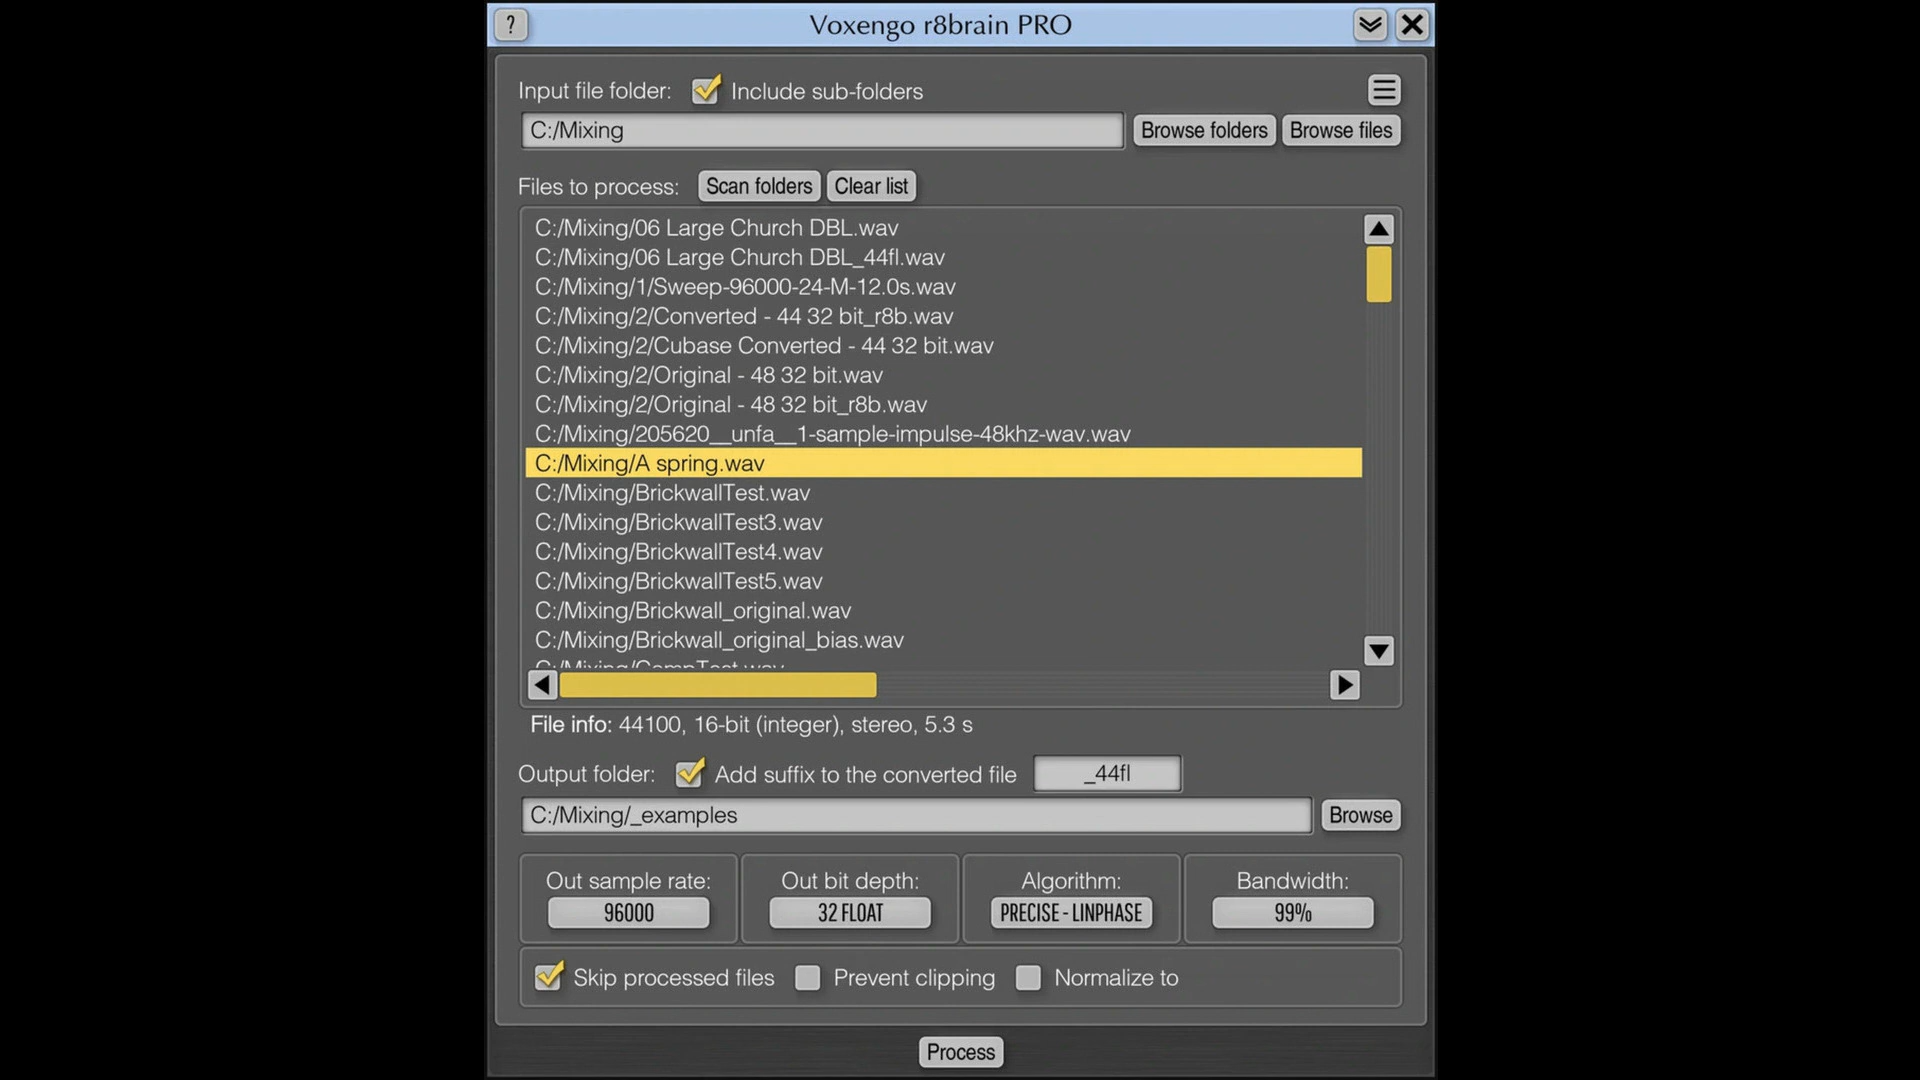 ? Voxengo r8brain PRO
Input file folder: Include sub-folders
C:/Mixing Browse folders Browse files
Files to process: Scan folders Clear list
C:/Mixing/06 Large Church DBL.wav
C:/Mixing/06 Large Church DBL_44fl.wav
C:/Mixing/1/Sweep-96000-24-M-12.0s.wav
C:/Mixing/2/Converted - 44 32 bit_r8b.wav
C:/Mixing/2/Cubase Converted - 44 32 bit.wav
C:/Mixing/2/Original - 48 32 bit.wav
C:/Mixing/2/Original - 48 32 bit_r8b.wav
C:/Mixing/205620__unfa__1-sample-impulse-48khz-wav.wav
C:/Mixing/A spring.wav
C:/Mixing/BrickwallTest.wav
C:/Mixing/BrickwallTest3.wav
C:/Mixing/BrickwallTest4.wav
C:/Mixing/BrickwallTest5.wav
C:/Mixing/Brickwall_original.wav
C:/Mixing/Brickwall_original_bias.wav
C:/Mixing/CompTest.wav
File info: 44100, 16-bit (integer), stereo, 5.3 s
Output folder: Add suffix to the converted file _44fl
C:/Mixing/_examples Browse
Out sample rate: Out bit depth: Algorithm: Bandwidth:
96000 32 FLOAT PRECISE - LINPHASE 99%
Skip processed files Prevent clipping Normalize to
Process